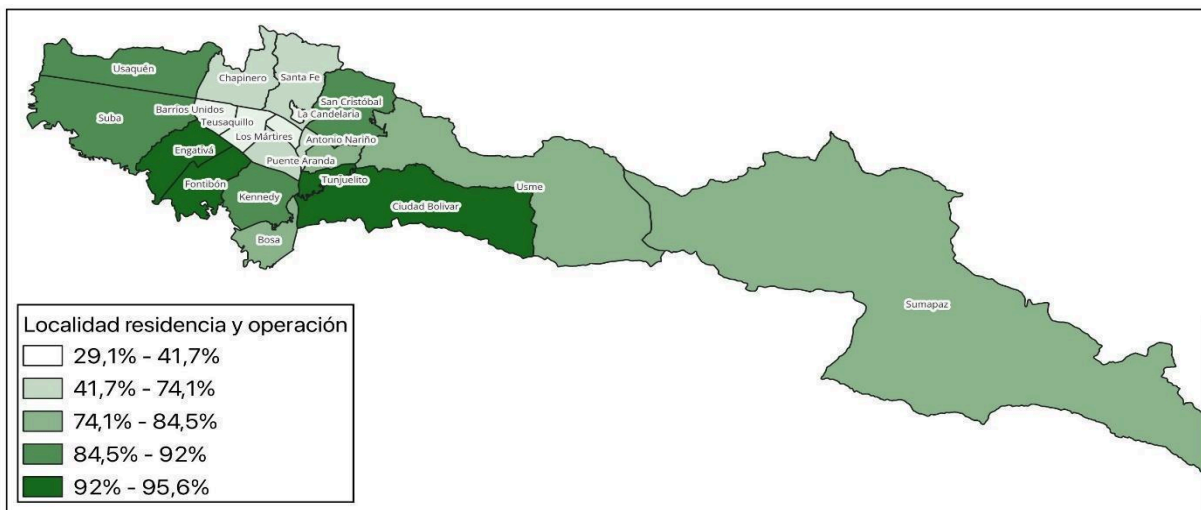 Usaquén
Chapinero
Santa Fe
San Cristóbal
Suba
Barrios Unidos
La Candelaria
Teusaquillo
Los Mártires
Antonio Nariño
Engativá
Puente Aranda
Tunjuelito
Fontibón
Kennedy
Usme
Ciudad Bolivar
Bosa
Sumapaz
Localidad residencia y operación
29,1% - 41,7%
41,7% - 74,1%
74,1% - 84,5%
84,5% - 92%
92% - 95,6%